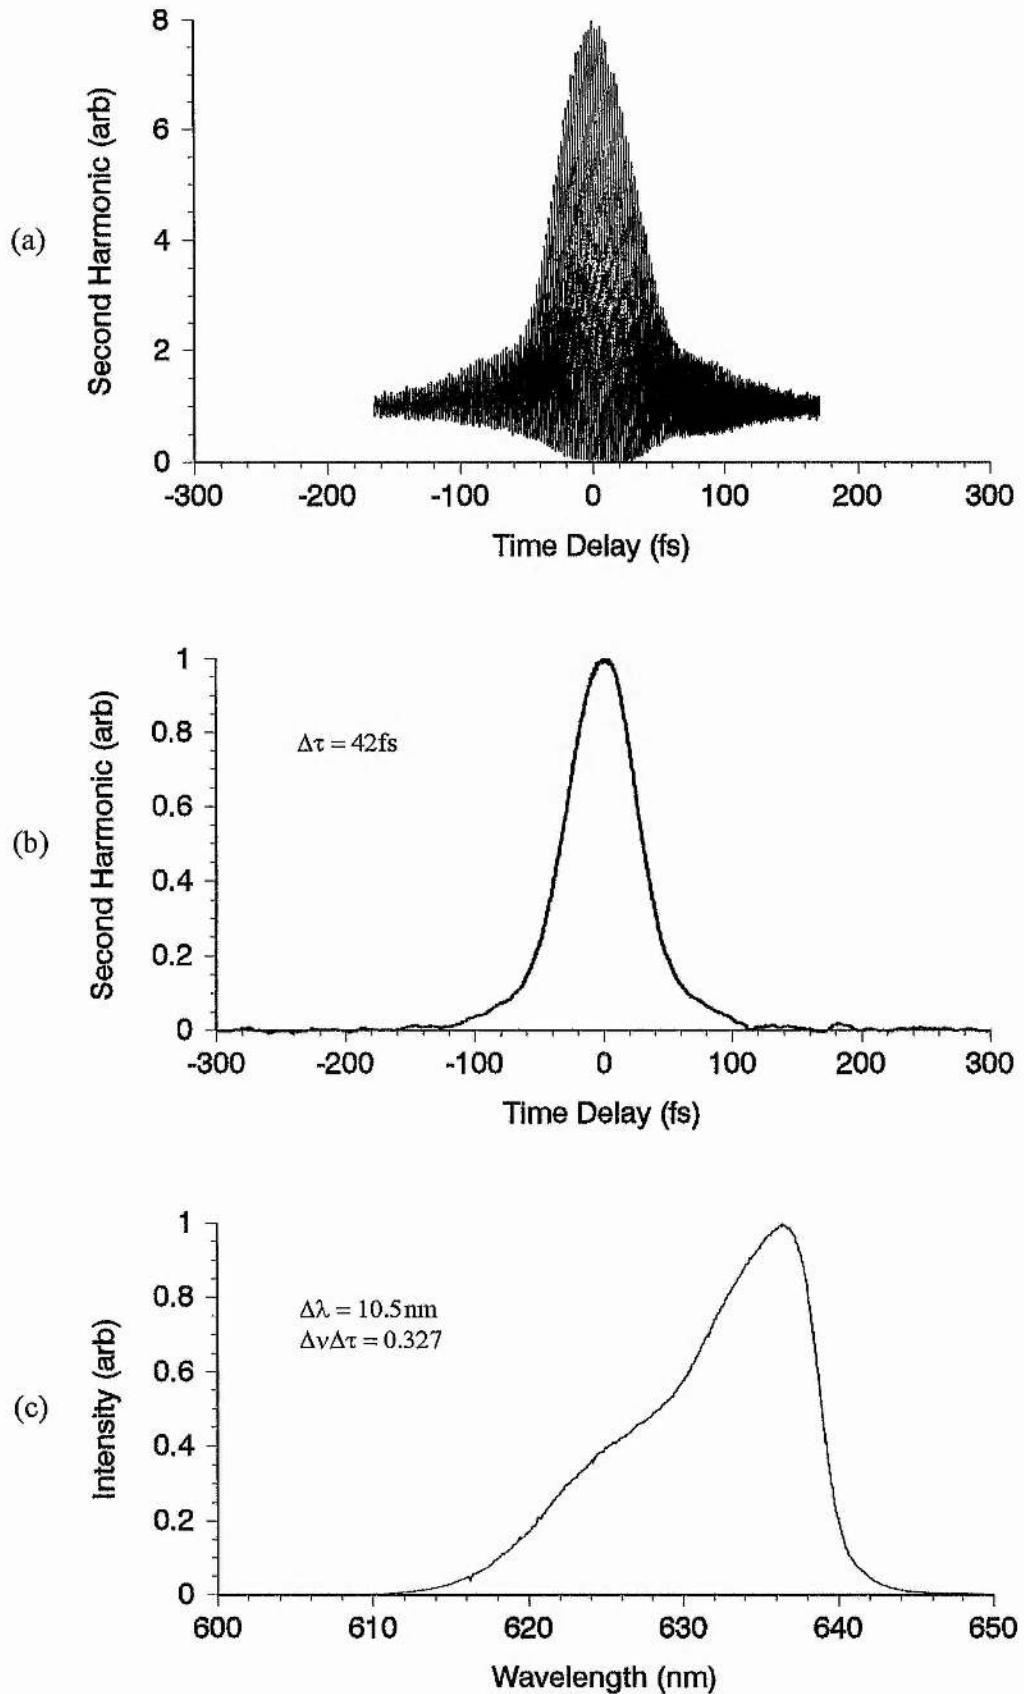 (a)
Second Harmonic (arb)
8
6
4
2
0
-300 -200 -100 0 100 200 300
Time Delay (fs)
(b)
Second Harmonic (arb)
1
0.8
0.6
0.4
0.2
0
Δτ = 42fs
-300 -200 -100 0 100 200 300
Time Delay (fs)
(c)
Intensity (arb)
1
0.8
0.6
0.4
0.2
0
Δλ = 10.5nm
ΔνΔτ = 0.327
600 610 620 630 640 650
Wavelength (nm)